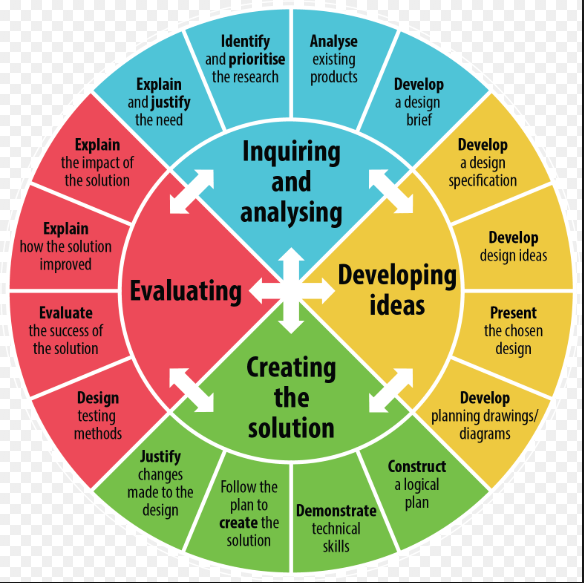 Inquiring
and
analysing
Explain
and justify
the need
Identify
and prioritise
the research
Analyse
existing
products
Develop
a design
brief
Developing
ideas
Develop
a design
specification
Develop
design ideas
Present
the chosen
design
Develop
planning drawings/
diagrams
Creating
the
solution
Construct
a logical
plan
Demonstrate
technical
skills
Follow the
plan to
create the
solution
Justify
changes
made to the
design
Evaluating
Design
testing
methods
Evaluate
the success of
the solution
Explain
how the solution
improved
Explain
the impact of
the solution